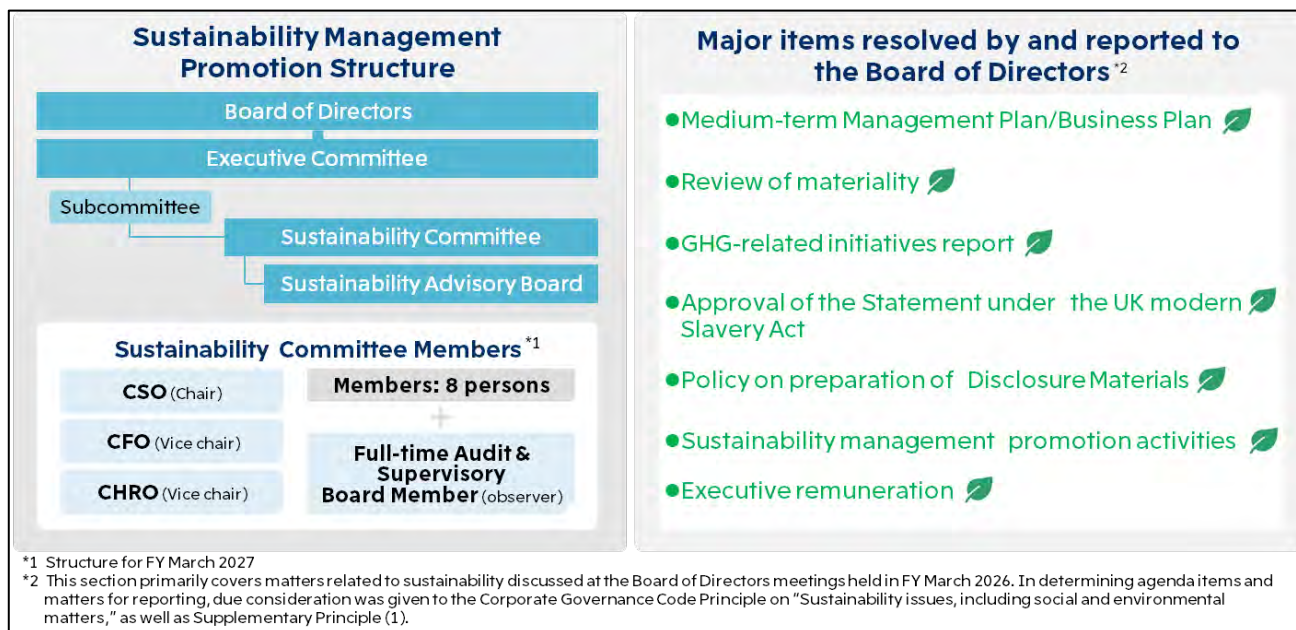 Sustainability Management
Promotion Structure
Board of Directors
Executive Committee
Subcommittee
Sustainability Committee
Sustainability Advisory Board
Sustainability Committee Members *1
CSO (Chair)
CFO (Vice chair)
CHRO (Vice chair)
Members: 8 persons
+
Full-time Audit &
Supervisory
Board Member (observer)
Major items resolved by and reported to
the Board of Directors *2
●Medium-term Management Plan/Business Plan
●Review of materiality
●GHG-related initiatives report
●Approval of the Statement under the UK modern
Slavery Act
●Policy on preparation of Disclosure Materials
●Sustainability management promotion activities
●Executive remuneration
*1 Structure for FY March 2027
*2 This section primarily covers matters related to sustainability discussed at the Board of Directors meetings held in FY March 2026. In determining agenda items and
matters for reporting, due consideration was given to the Corporate Governance Code Principle on "Sustainability issues, including social and environmental
matters," as well as Supplementary Principle (1).